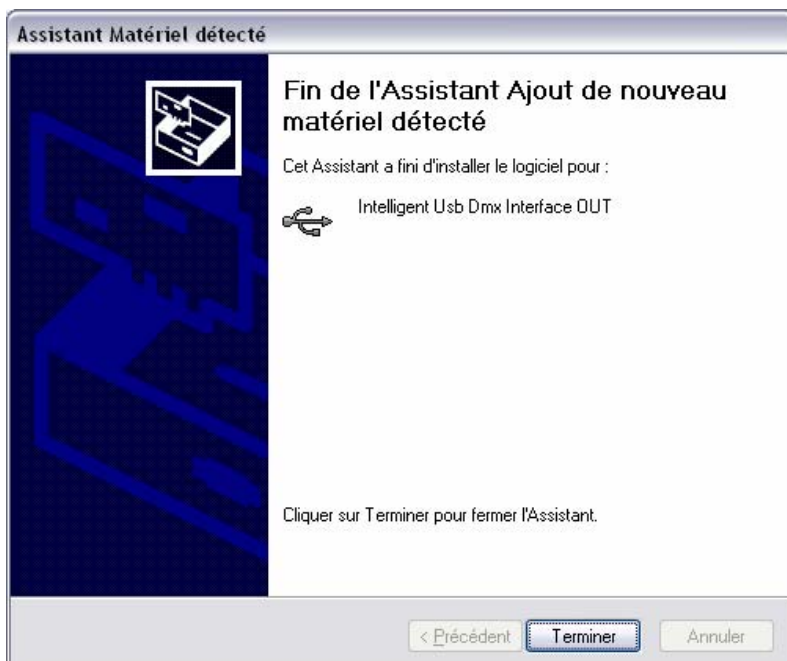 Assistant Matériel détecté
Fin de l'Assistant Ajout de nouveau
matériel détecté
Cet Assistant a fini d'installer le logiciel pour :
Intelligent Usb Dmx Interface OUT
Cliquer sur Terminer pour fermer l'Assistant.
< Précédent Terminer Annuler